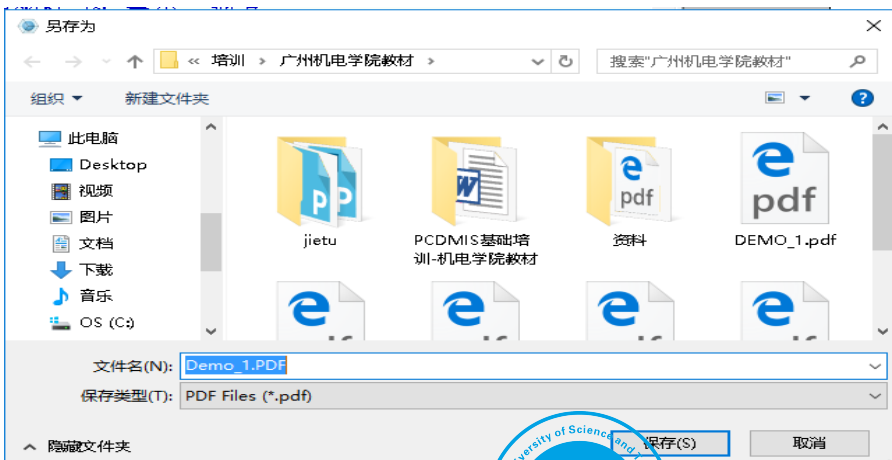 另存为
« 培训 › 广州机电学院教材 ›
搜索"广州机电学院教材"
组织
新建文件夹
此电脑
Desktop
视频
图片
文档
下载
音乐
OS (C:)
jietu
PCDMIS基础培
训-机电学院教材
pdf
资料
pdf
DEMO_1.pdf
文件名(N): Demo_1.PDF
保存类型(T): PDF Files (*.pdf)
隐藏文件夹
保存(S)
取消
ersity of Science and